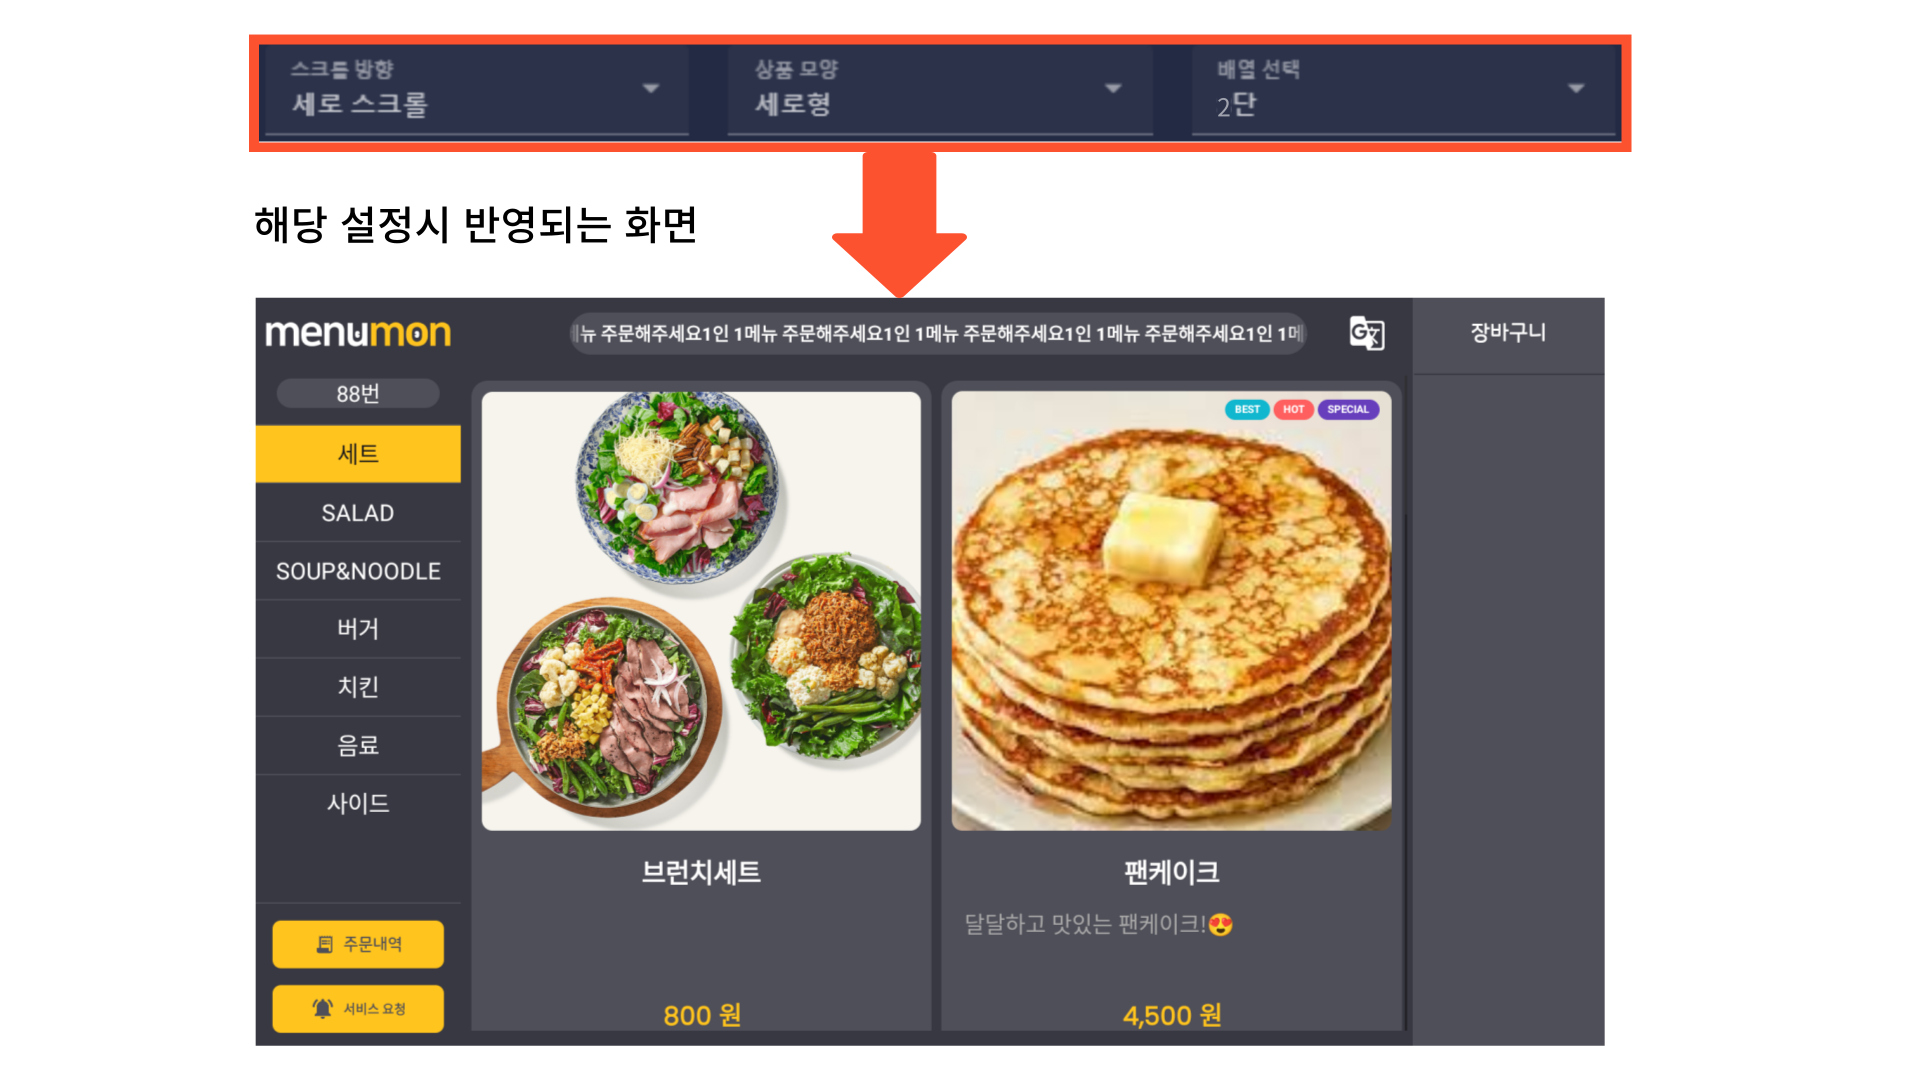 스크롤 방향
세로 스크롤
상품 모양
세로형
배열 선택
2단
해당 설정시 반영되는 화면
menumon
뉴 주문해주세요1인 1메뉴 주문해주세요1인 1메뉴 주문해주세요1인 1메뉴 주문해주세요1인 1메
장바구니
88번
세트
SALAD
SOUP&NOODLE
버거
치킨
음료
사이드
주문내역
서비스 요청
브런치세트
800 원
BEST
HOT
SPECIAL
팬케이크
달달하고 맛있는 팬케이크!😍
4,500 원